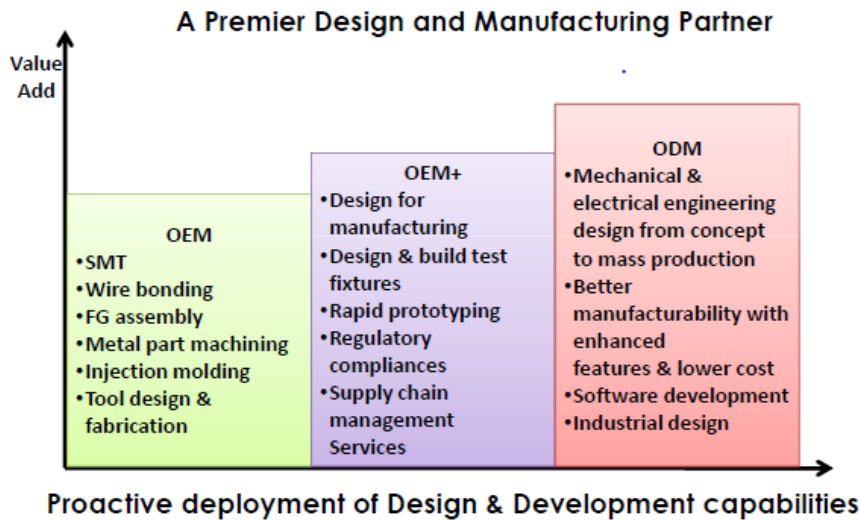 A Premier Design and Manufacturing Partner
Value
Add
OEM
•SMT
•Wire bonding
•FG assembly
•Metal part machining
•Injection molding
•Tool design &
fabrication
OEM+
•Design for
manufacturing
•Design & build test
fixtures
•Rapid prototyping
•Regulatory
compliances
•Supply chain
management
Services
ODM
•Mechanical &
electrical engineering
design from concept
to mass production
•Better
manufacturability with
enhanced
features & lower cost
•Software development
•Industrial design
Proactive deployment of Design & Development capabilities